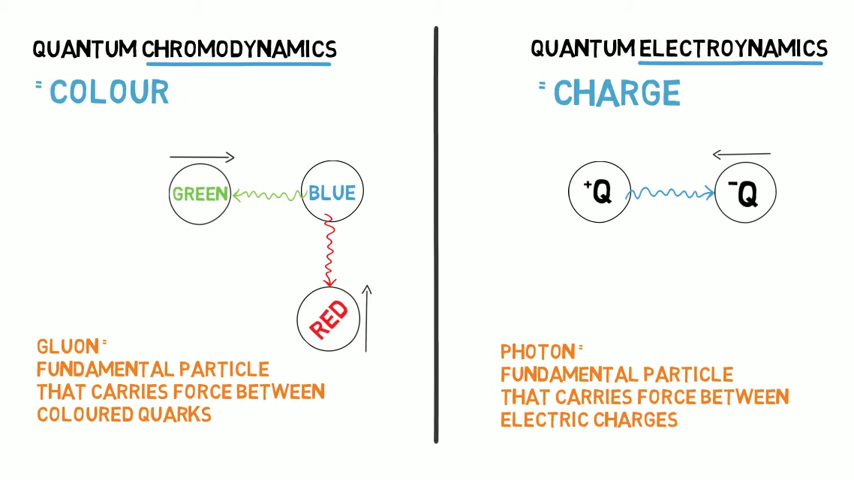 QUANTUM CHROMODYNAMICS
= COLOUR
GREEN
BLUE
RED
GLUON =
FUNDAMENTAL PARTICLE
THAT CARRIES FORCE BETWEEN
COLOURED QUARKS
QUANTUM ELECTROYNAMICS
= CHARGE
+Q
-Q
PHOTON =
FUNDAMENTAL PARTICLE
THAT CARRIES FORCE BETWEEN
ELECTRIC CHARGES